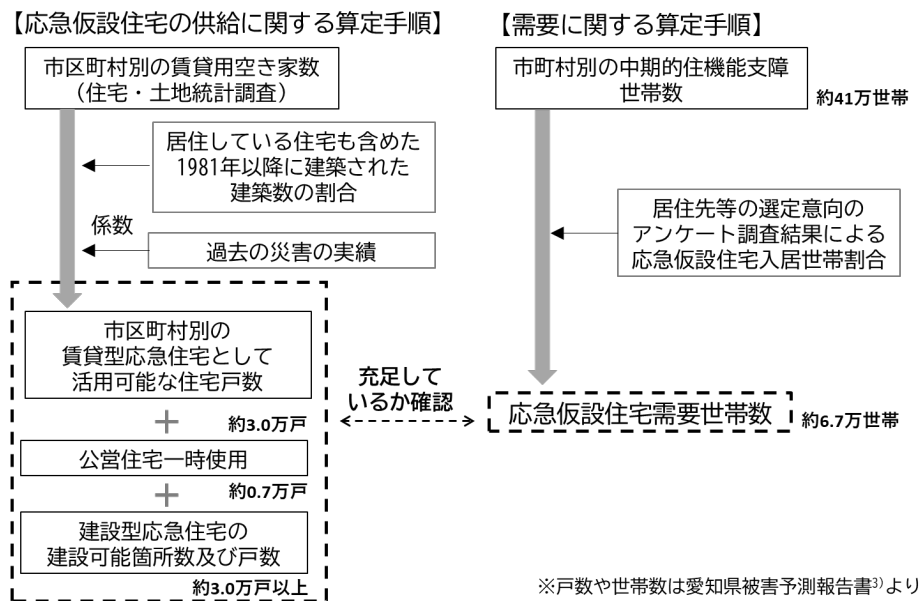 【応急仮設住宅の供給に関する算定手順】
市区町村別の賃貸用空き家数
（住宅・土地統計調査）
居住している住宅も含めた
1981年以降に建築された
建築数の割合
係数
過去の災害の実績
市区町村別の
賃貸型応急住宅として
活用可能な住宅戸数
＋
約3.0万戸
公営住宅一時使用
＋
約0.7万戸
建設型応急住宅の
建設可能箇所数及び戸数
約3.0万戸以上
充足して
いるか確認
【需要に関する算定手順】
市町村別の中期的住機能支障
世帯数
約41万世帯
居住先等の選定意向の
アンケート調査結果による
応急仮設住宅入居世帯割合
応急仮設住宅需要世帯数
約6.7万世帯
※戸数や世帯数は愛知県被害予測報告書3)より